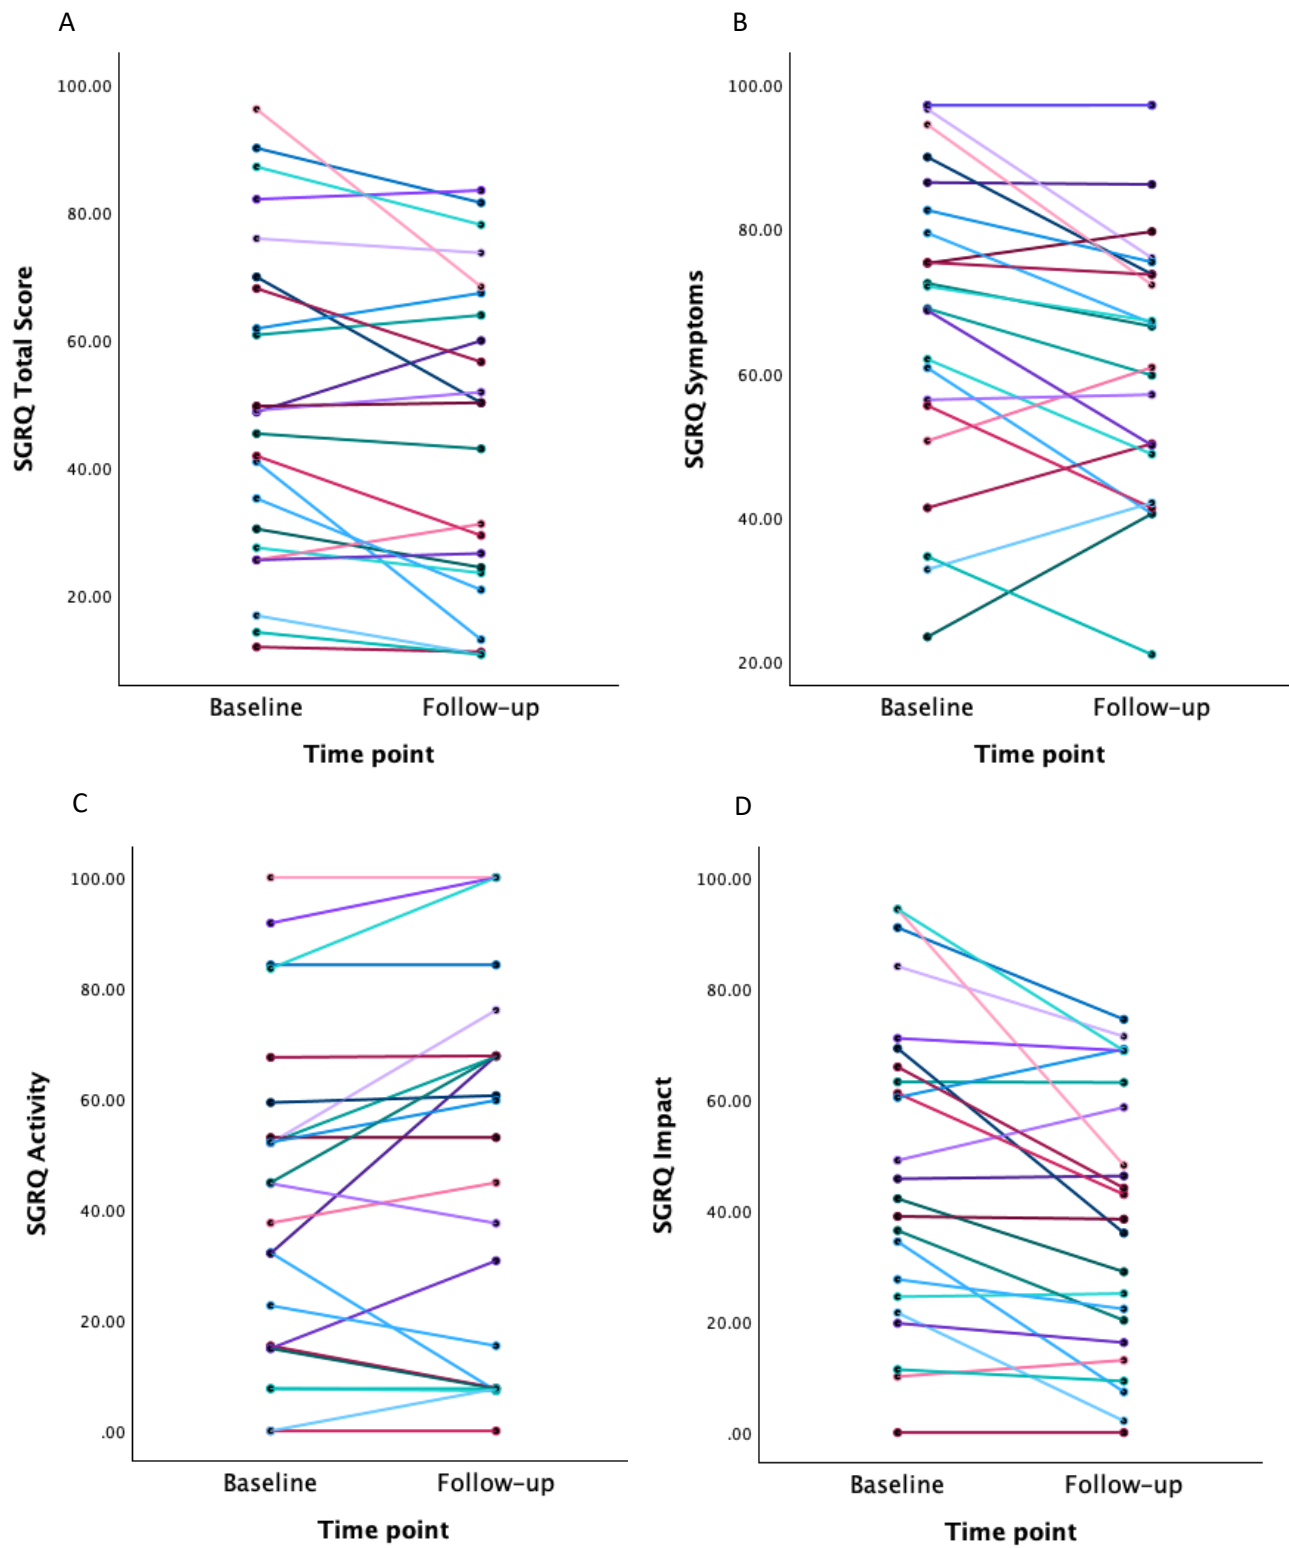 A
B
100.00
80.00
60.00
40.00
20.00
SGRQ Total Score
Baseline
Follow-up
Time point
100.00
80.00
60.00
40.00
20.00
SGRQ Symptoms
Baseline
Follow-up
Time point
C
D
100.00
80.00
60.00
40.00
20.00
.00
SGRQ Activity
Baseline
Follow-up
Time point
100.00
80.00
60.00
40.00
20.00
.00
SGRQ Impact
Baseline
Follow-up
Time point